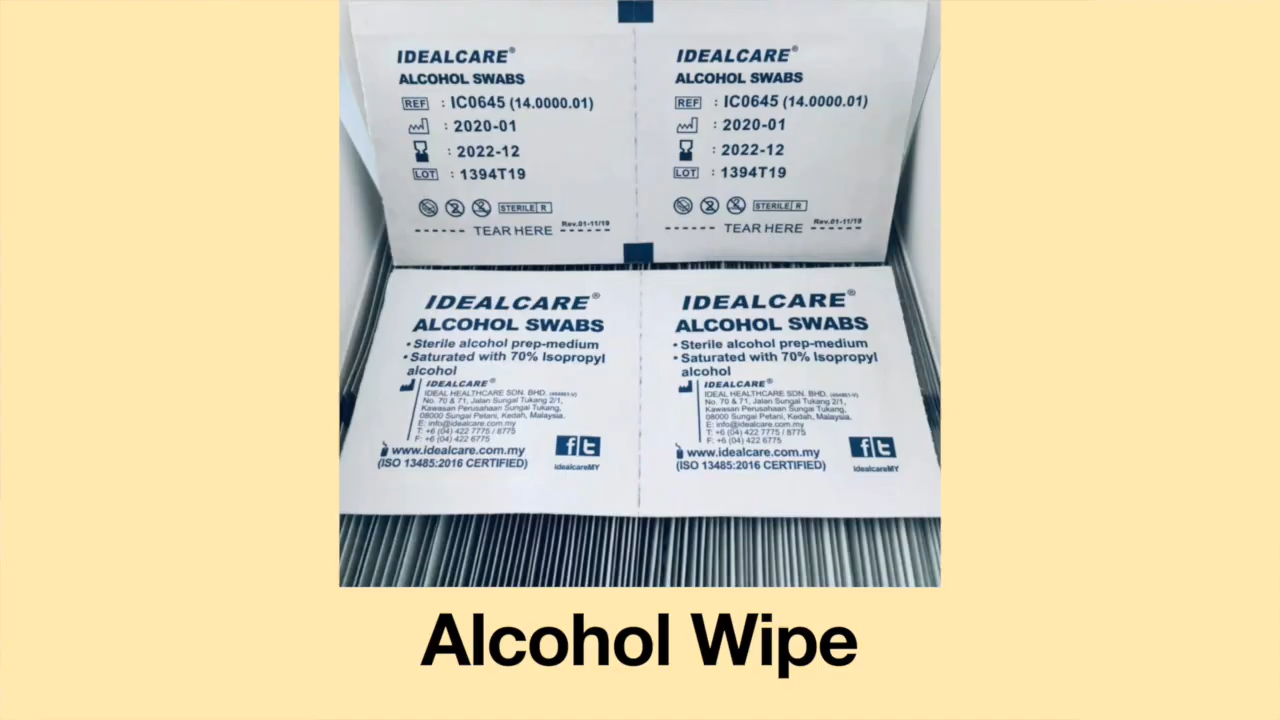 IDEALCARE®
ALCOHOL SWABS
REF : IC0645 (14.0000.01)
: 2020-01
: 2022-12
LOT : 1394T19
STERILE R
Rev.01-11/19
TEAR HERE
IDEALCARE®
ALCOHOL SWABS
REF : IC0645 (14.0000.01)
: 2020-01
: 2022-12
LOT : 1394T19
STERILE R
Rev.01-11/19
TEAR HERE
IDEALCARE®
ALCOHOL SWABS
• Sterile alcohol prep-medium
• Saturated with 70% Isopropyl
alcohol
IDEALCARE®
IDEAL HEALTHCARE SDN. BHD.
No. 70 & 71, Jalan Sungai Tukang 2/1,
Kawasan Perusahaan Sungai Tukang,
08000 Sungai Petani, Kedah, Malaysia.
E: info@idealcare.com.my
T: +6 (04) 422 7775 / 8775
F: +6 (04) 422 6775
www.idealcare.com.my
(ISO 13485:2016 CERTIFIED)
f t
idealcareMY
IDEALCARE®
ALCOHOL SWABS
• Sterile alcohol prep-medium
• Saturated with 70% Isopropyl
alcohol
IDEALCARE®
IDEAL HEALTHCARE SDN. BHD.
No. 70 & 71, Jalan Sungai Tukang 2/1,
Kawasan Perusahaan Sungai Tukang,
08000 Sungai Petani, Kedah, Malaysia.
E: info@idealcare.com.my
T: +6 (04) 422 7775 / 8775
F: +6 (04) 422 6775
www.idealcare.com.my
(ISO 13485:2016 CERTIFIED)
f t
idealcareMY
Alcohol Wipe